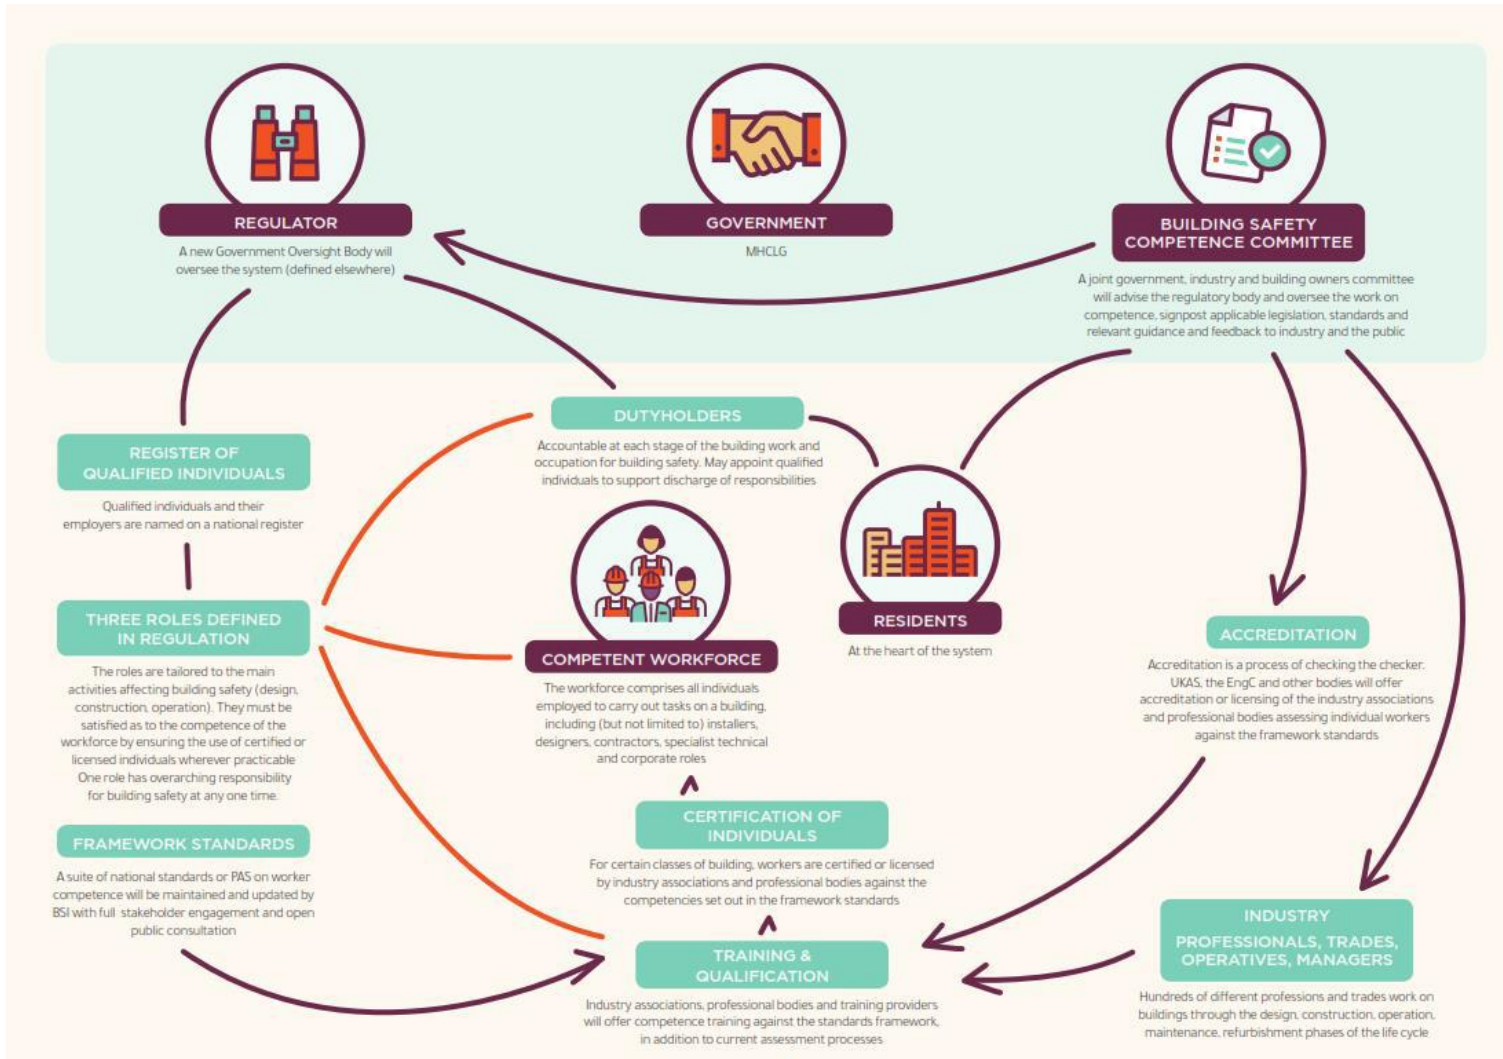 REGULATOR
A new Government Oversight Body will
oversee the system (defined elsewhere)
GOVERNMENT
MHCLG
BUILDING SAFETY
COMPETENCE COMMITTEE
A joint government, industry and building owners committee
will advise the regulatory body and oversee the work on
competence, signpost applicable legislation, standards and
relevant guidance and feedback to industry and the public
REGISTER OF
QUALIFIED INDIVIDUALS
Qualified individuals and their
employers are named on a national register
DUTYHOLDERS
Accountable at each stage of the building work and
occupation for building safety. May appoint qualified
individuals to support discharge of responsibilities
THREE ROLES DEFINED
IN REGULATION
The roles are tailored to the main
activities affecting building safety (design,
construction, operation). They must be
satisfied as to the competence of the
workforce by ensuring the use of certified or
licensed individuals wherever practicable
One role has overarching responsibility
for building safety at any one time.
COMPETENT WORKFORCE
The workforce comprises all individuals
employed to carry out tasks on a building,
including (but not limited to) installers,
designers, contractors, specialist technical
and corporate roles
RESIDENTS
At the heart of the system
ACCREDITATION
Accreditation is a process of checking the checker.
UKAS, the EngC and other bodies will offer
accreditation or licensing of the industry associations
and professional bodies assessing individual workers
against the framework standards
FRAMEWORK STANDARDS
A suite of national standards or PAS on worker
competence will be maintained and updated by
BSI with full stakeholder engagement and open
public consultation
CERTIFICATION OF
INDIVIDUALS
For certain classes of building, workers are certified or licensed
by industry associations and professional bodies against the
competencies set out in the framework standards
TRAINING &
QUALIFICATION
Industry associations, professional bodies and training providers
will offer competence training against the standards framework,
in addition to current assessment processes
INDUSTRY
PROFESSIONALS, TRADES,
OPERATIVES, MANAGERS
Hundreds of different professions and trades work on
buildings through the design, construction, operation,
maintenance, refurbishment phases of the life cycle